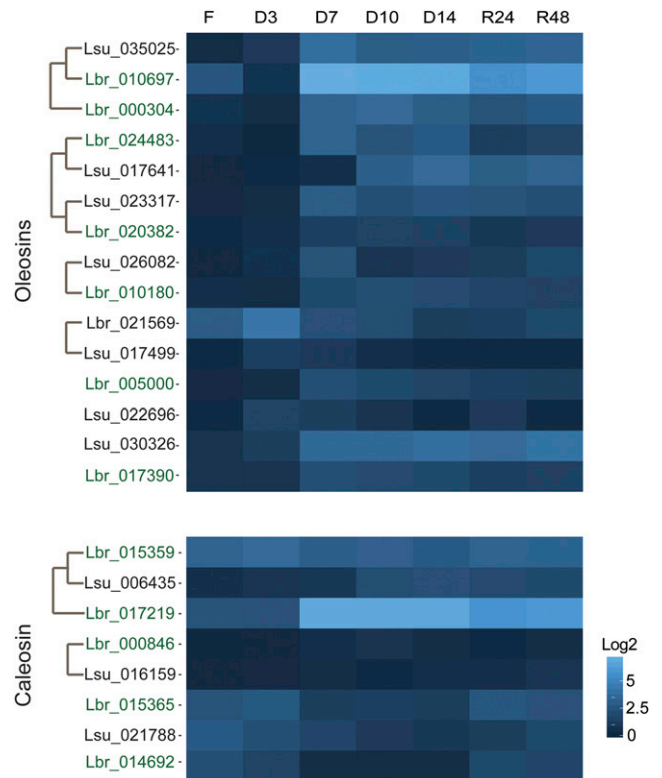 F D3 D7 D10 D14 R24 R48
Oleosins
Lsu_035025
Lbr_010697
Lbr_000304
Lbr_024483
Lsu_017641
Lsu_023317
Lbr_020382
Lsu_026082
Lbr_010180
Lbr_021569
Lsu_017499
Lbr_005000
Lsu_022696
Lsu_030326
Lbr_017390
Caleosin
Lbr_015359
Lsu_006435
Lbr_017219
Lbr_000846
Lsu_016159
Lbr_015365
Lsu_021788
Lbr_014692
Log2
5
2.5
0